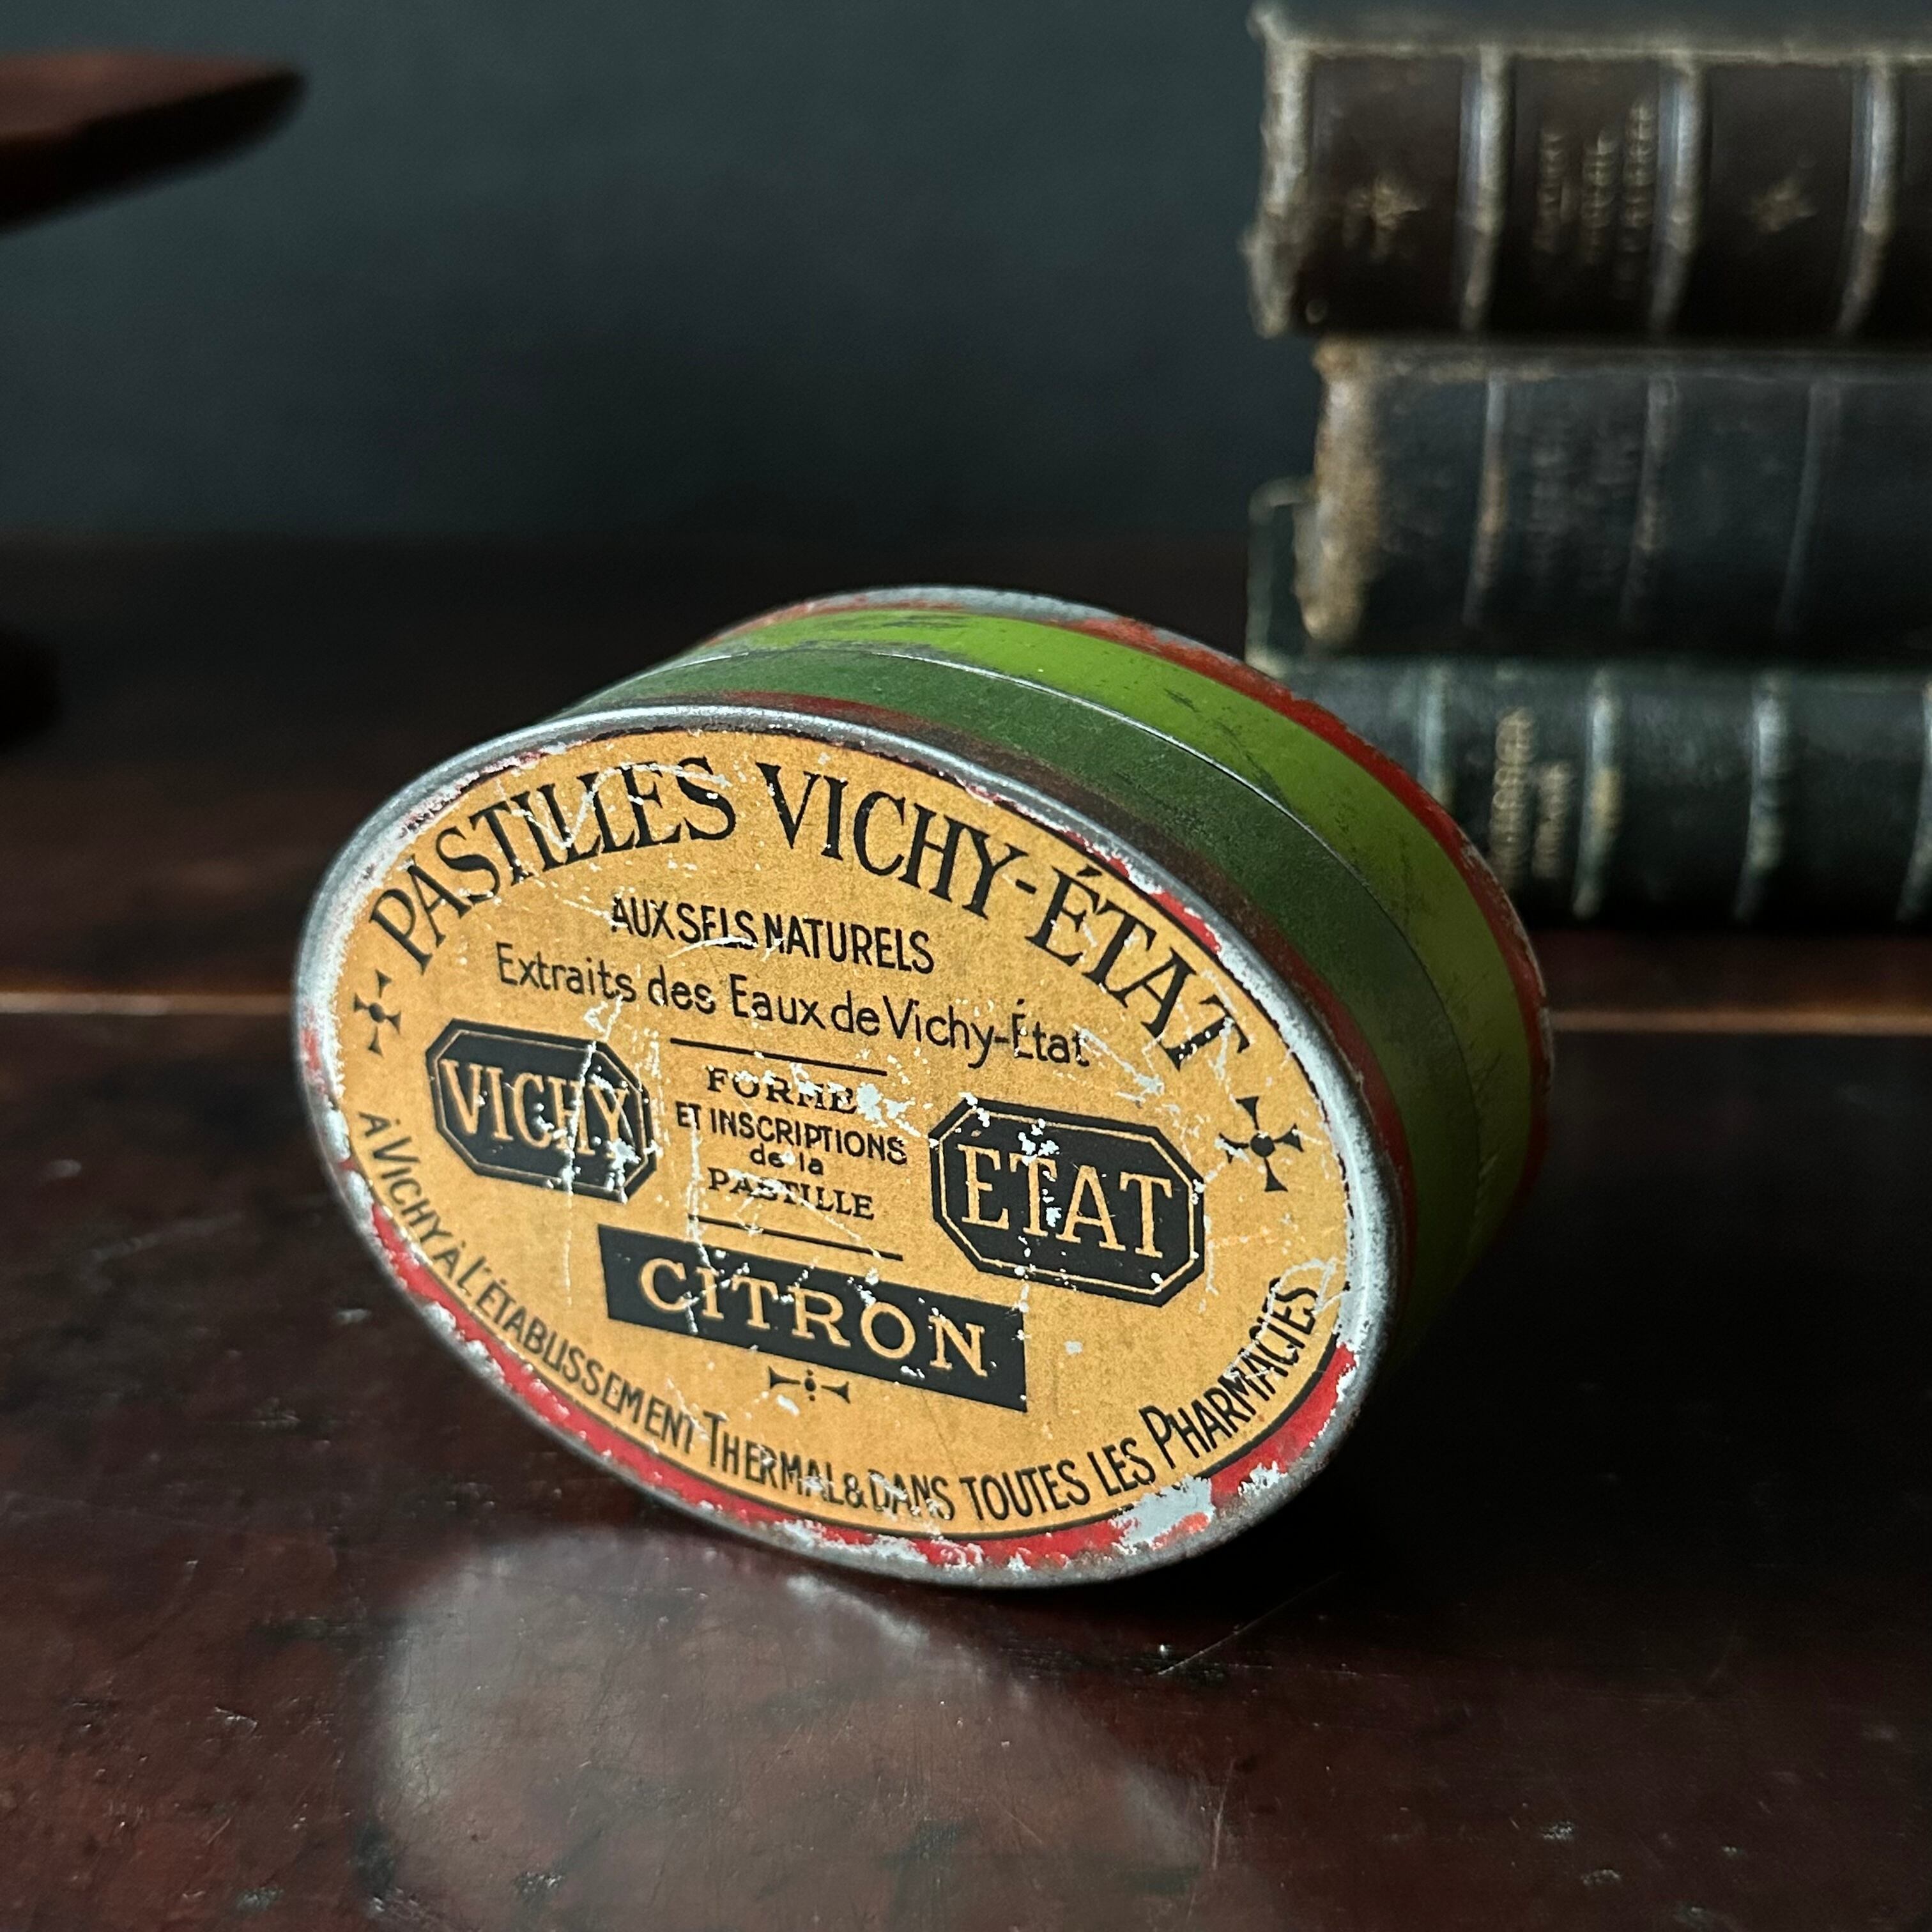 PASTILLES VICHY-ÉTAT
AUX SELS NATURELS
Extraits des Eaux de Vichy-État
VICHY
FORME
ET INSCRIPTIONS
de la
PASTILLE
ETAT
CITRON
A VICHY À L'ÉTABLISSEMENT THERMAL & DANS TOUTES LES PHARMACIES